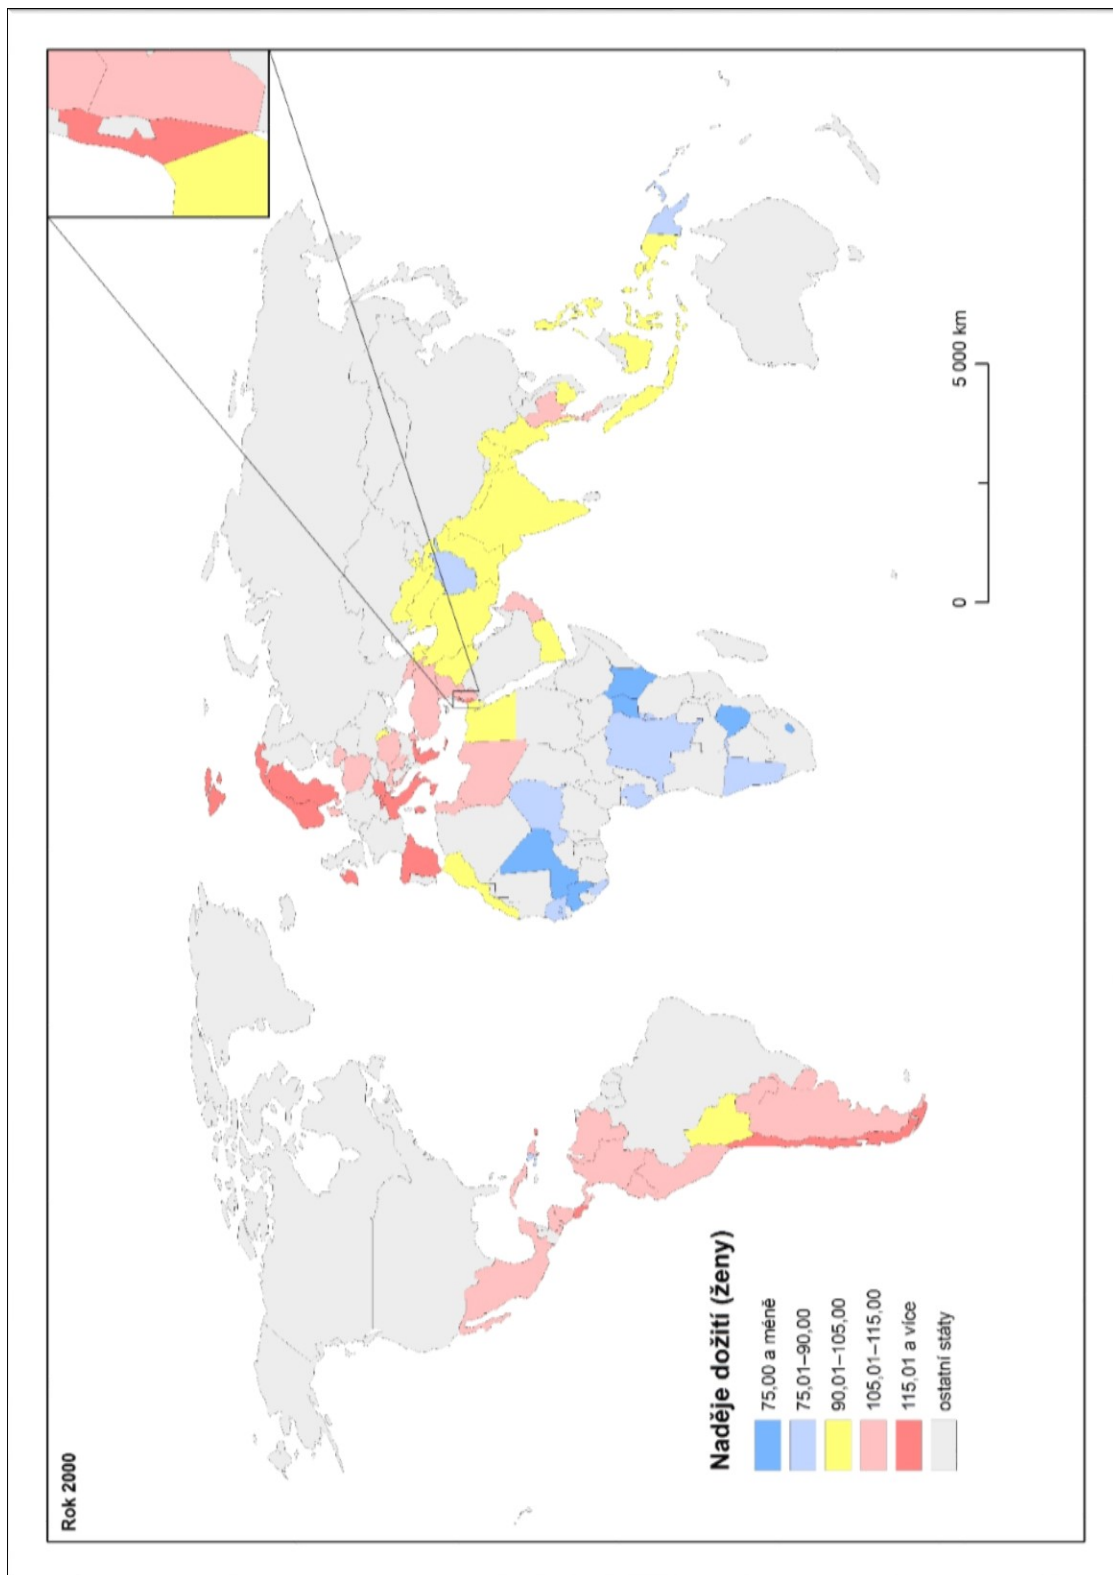 Rok 2000
Naděje dožití (ženy)
75,00 a méně
75,01–90,00
90,01–105,00
105,01–115,00
115,01 a více
ostatní státy
0
5 000 km